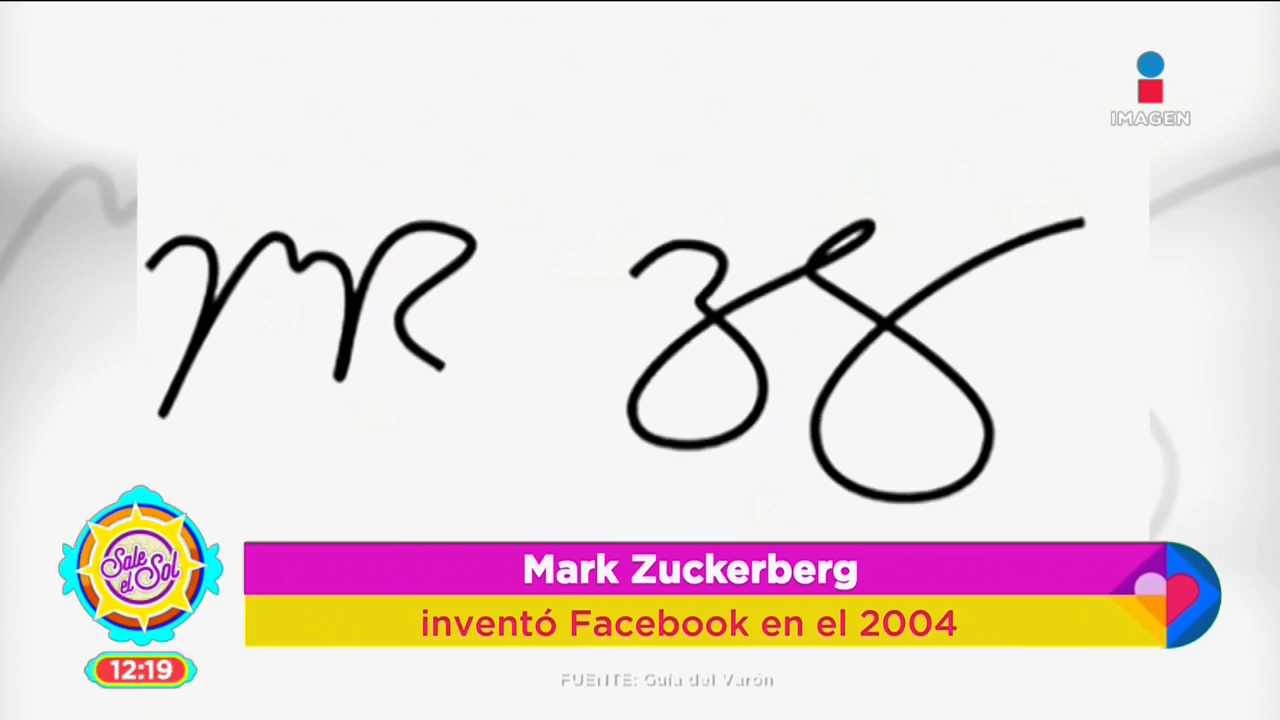 IMAGEN
Sale
el Sol
Mark Zuckerberg
inventó Facebook en el 2004
12:19
FUENTE: Guía del Varón